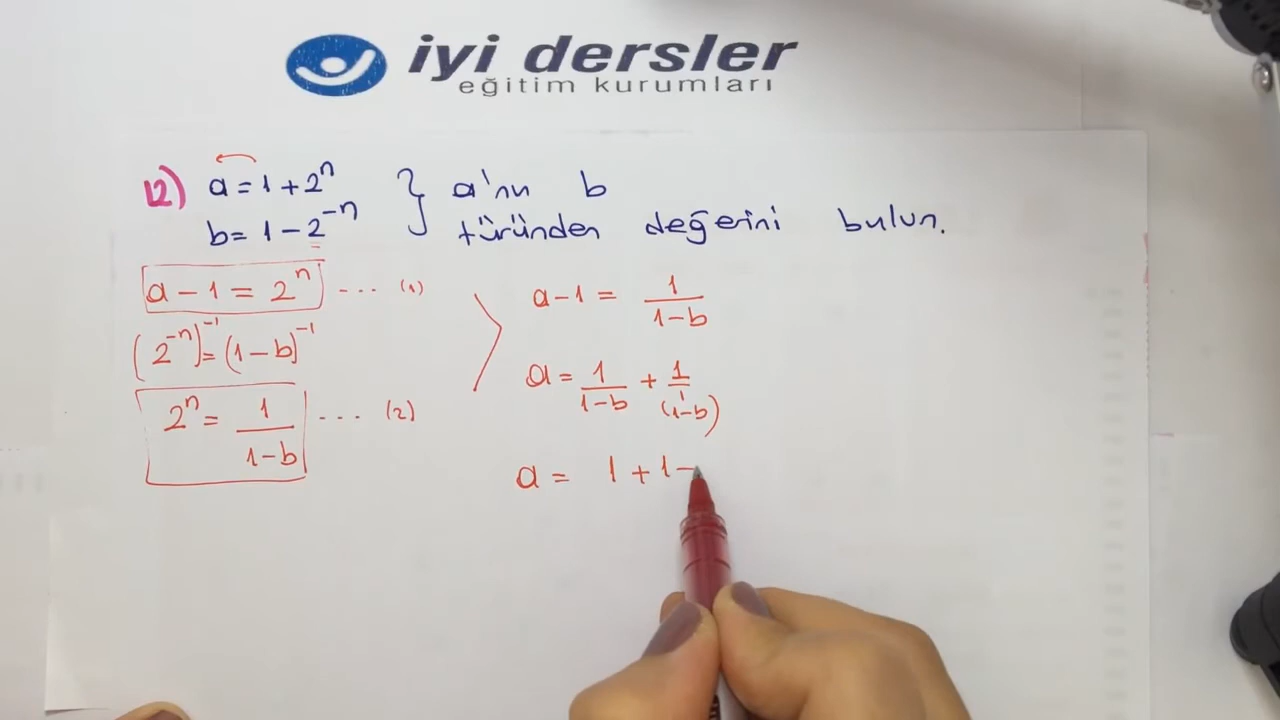 iyi dersler
eğitim kurumları
12) a = 1 + 2^n } a'nın b
b = 1 - 2^-n türünden değerini bulun.
a - 1 = 2^n ... (1)
(2^-n)^-1 = (1 - b)^-1
2^n = 1/(1-b) ... (2)
a - 1 = 1/(1-b)
a = 1/(1-b) + 1/1
(1-b)
a = 1 + 1 -